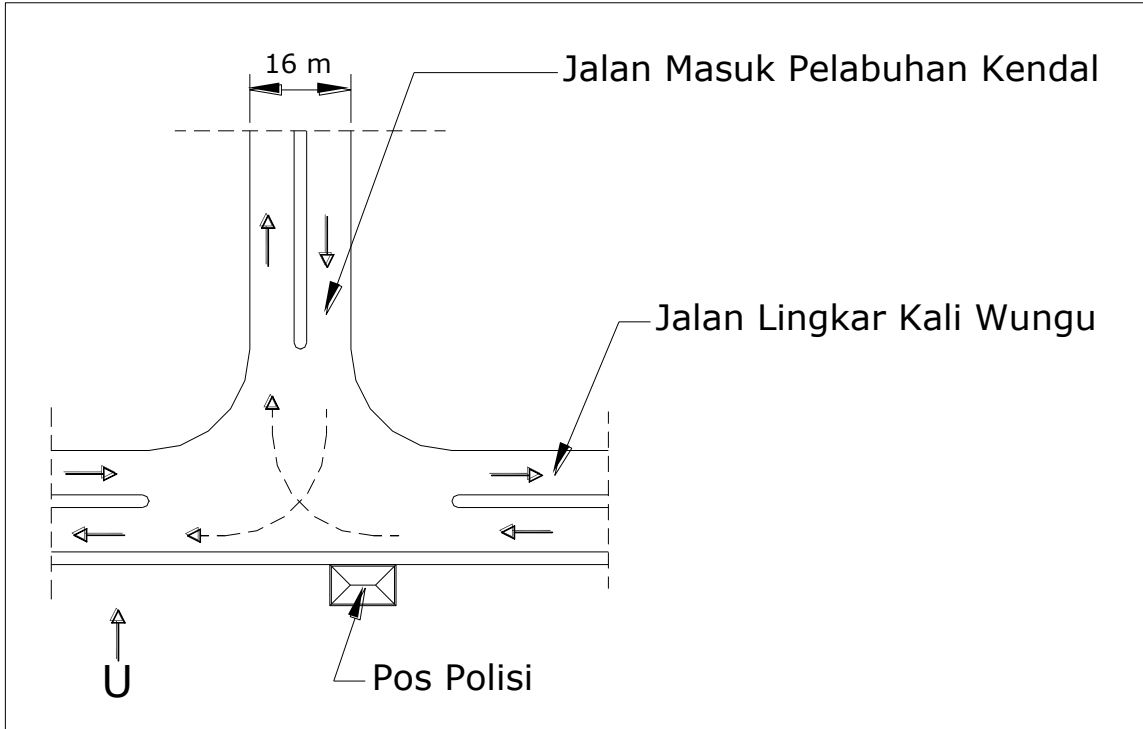 16 m
Jalan Masuk Pelabuhan Kendal
Jalan Lingkar Kali Wungu
U
Pos Polisi